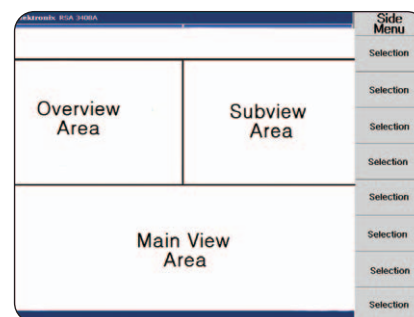 Tektronix RSA 3408A
Side
Menu
Selection
Selection
Overview
Area
Subview
Area
Selection
Selection
Selection
Main View
Area
Selection
Selection
Selection